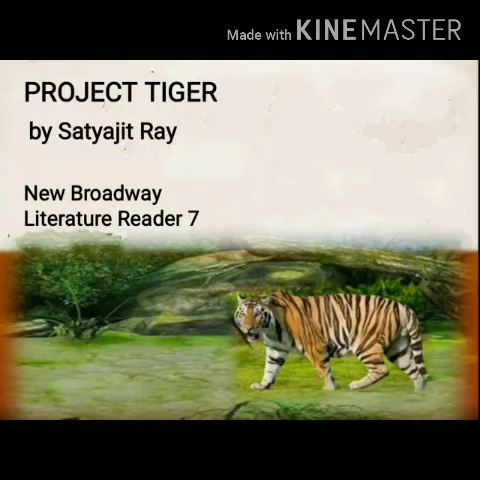 Made with KINEMASTER
PROJECT TIGER
by Satyajit Ray
New Broadway
Literature Reader 7